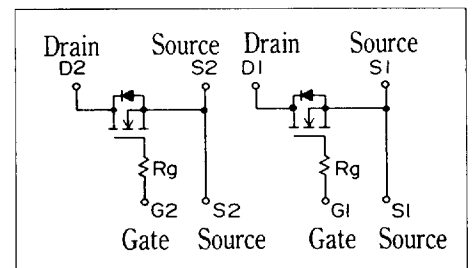 Drain Source Drain Source
D2 S2 D1 S1
Rg Rg
G2 S2 G1 S1
Gate Source Gate Source